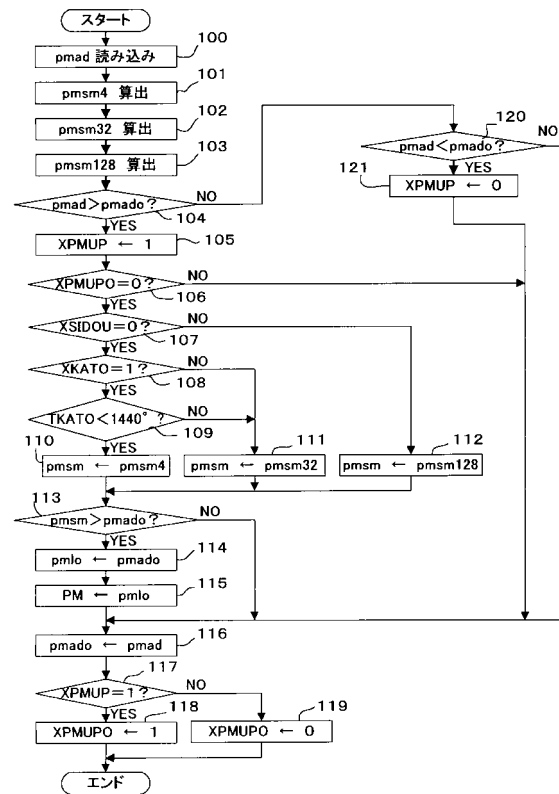 スタート
pmad 読み込み
100
pmsm4 算出
101
pmsm32 算出
102
pmsm128 算出
103
pmad>pmado?
NO
104
YES
pmad<pmado?
120
NO
YES
121
XPMUP ← 0
XPMUP ← 1
105
XPMUPO=0?
NO
106
YES
XSIDOU=0?
NO
107
YES
XKATO=1?
NO
108
YES
TKATO<1440°?
NO
109
YES
110
pmsm ← pmsm4
111
pmsm ← pmsm32
112
pmsm ← pmsm128
113
pmsm>pmado?
NO
YES
pmlo ← pmado
114
PM ← pmlo
115
pmado ← pmad
116
117
XPMUP=1?
NO
YES
118
XPMUPO ← 1
119
XPMUPO ← 0
エンド